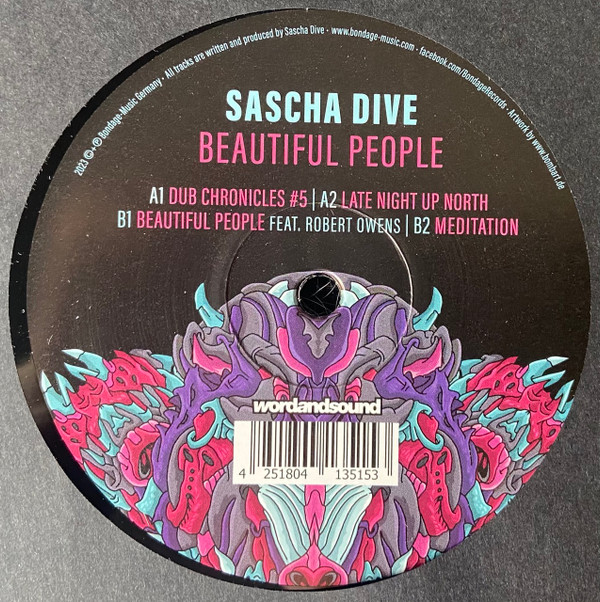 2023 ©+℗ Bondage-Music Germany · All tracks are written and produced by Sascha Dive · www.bondage-music.com · facebook.com/BondageRecords · Artwork by www.bombart.de
SASCHA DIVE
BEAUTIFUL PEOPLE
A1 DUB CHRONICLES #5 | A2 LATE NIGHT UP NORTH
B1 BEAUTIFUL PEOPLE FEAT. ROBERT OWENS | B2 MEDITATION
wordandsound
4 251804 135153